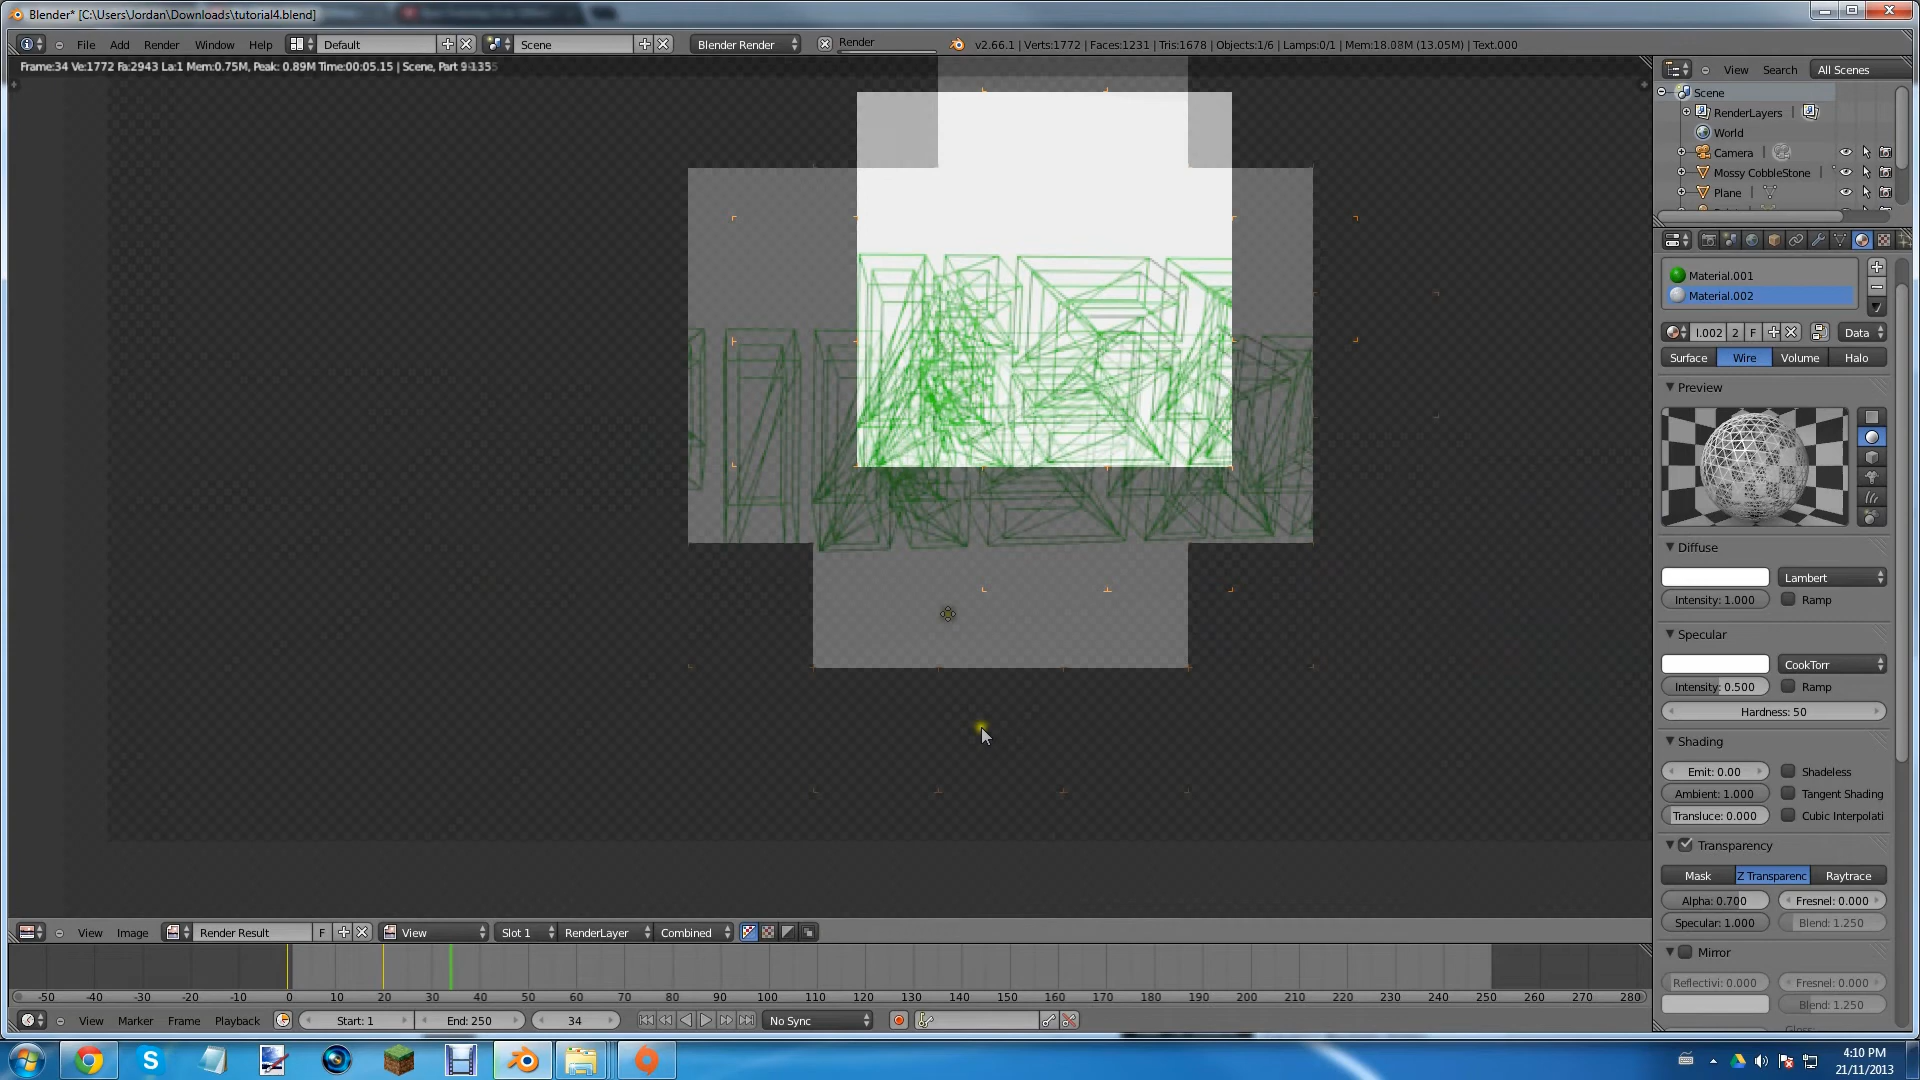 Blender* [C:\Users\Jordan\Downloads\tutorial4.blend]
File Add Render Window Help Default Scene Blender Render Render v2.66.1 | Verts:1772 | Faces:1231 | Tris:1678 | Objects:1/6 | Lamps:0/1 | Mem:18.08M (13.05M) | Text.000
Frame:34 Ve:1772 Fa:2943 La:1 Mem:0.75M, Peak: 0.89M Time:00:05.15 | Scene, Part
View Search All Scenes
Scene
RenderLayers |
World
Camera |
Mossy CobbleStone
Plane |
Material.001
Material.002
I.002 2 F Data
Surface Wire Volume Halo
Preview
Diffuse
Lambert
Intensity: 1.000 Ramp
Specular
CookTorr
Intensity: 0.500 Ramp
Hardness: 50
Shading
Emit: 0.00 Shadeless
Ambient: 1.000 Tangent Shading
Transluce: 0.000 Cubic Interpolati
Transparency
Mask Z Transparenc Raytrace
Alpha: 0.700 Fresnel: 0.000
Specular: 1.000 Blend: 1.250
Mirror
Reflectivi: 0.000 Fresnel: 0.000
Blend: 1.250
View Image Render Result F View Slot 1 RenderLayer Combined
-50 -40 -30 -20 -10 0 10 20 30 40 50 60 70 80 90 100 110 120 130 140 150 160 170 180 190 200 210 220 230 240 250 260 270 280
View Marker Frame Playback Start: 1 End: 250 34 No Sync
4:10 PM
21/11/2013